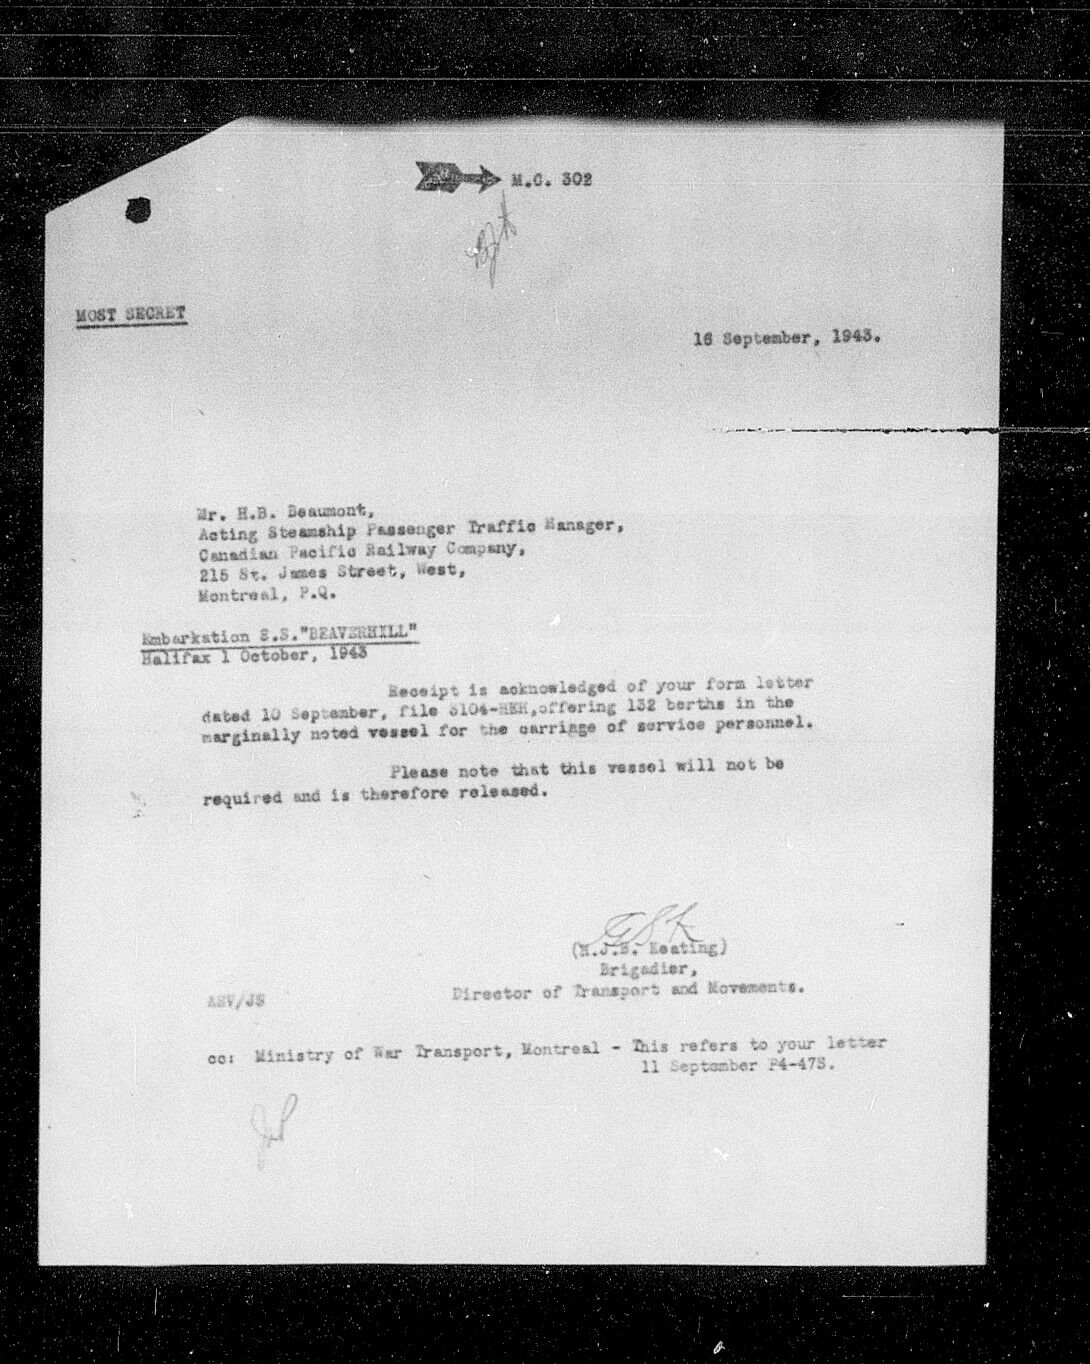 M.C. 302
MOST SECRET
16 September, 1943.
Mr. H.B. Beaumont,
Acting Steamship Passenger Traffic Manager,
Canadian Pacific Railway Company,
215 St. James Street, West,
Montreal, P.Q.
Embarkation S.S."BEAVERHILL"
Halifax 1 October, 1943
Receipt is acknowledged of your form letter
dated 10 September, file S104-HEH,offering 132 berths in the
marginally noted vessel for the carriage of service personnel.
Please note that this vessel will not be
required and is therefore released.
(H.J.S. Keating)
Brigadier,
Director of Transport and Movements.
ASV/JS
cc: Ministry of War Transport, Montreal - This refers to your letter
11 September P4-47S.